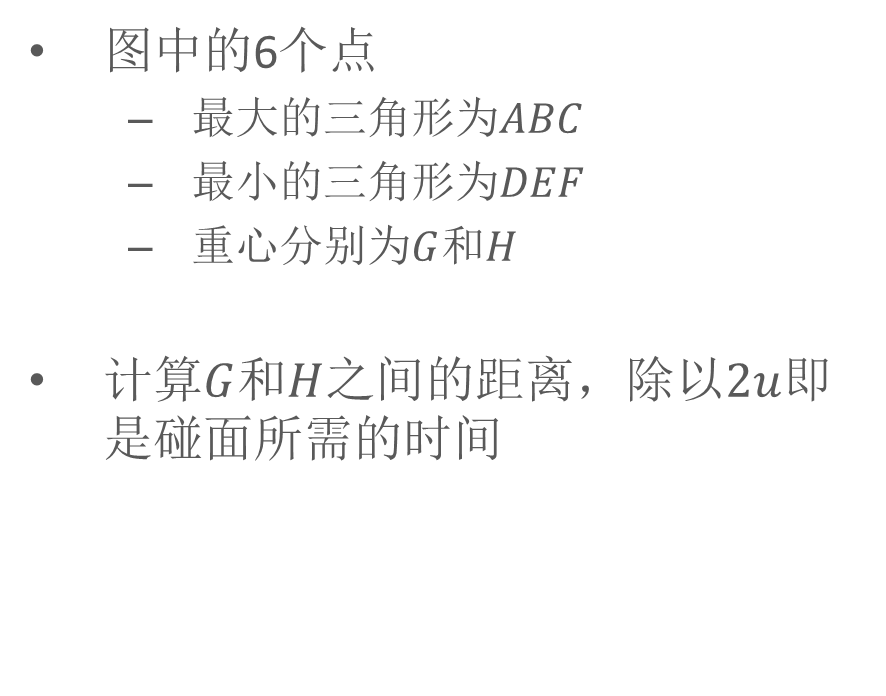 • 图中的6个点
– 最大的三角形为ABC
– 最小的三角形为DEF
– 重心分别为G和H
• 计算G和H之间的距离，除以2u即
是碰面所需的时间